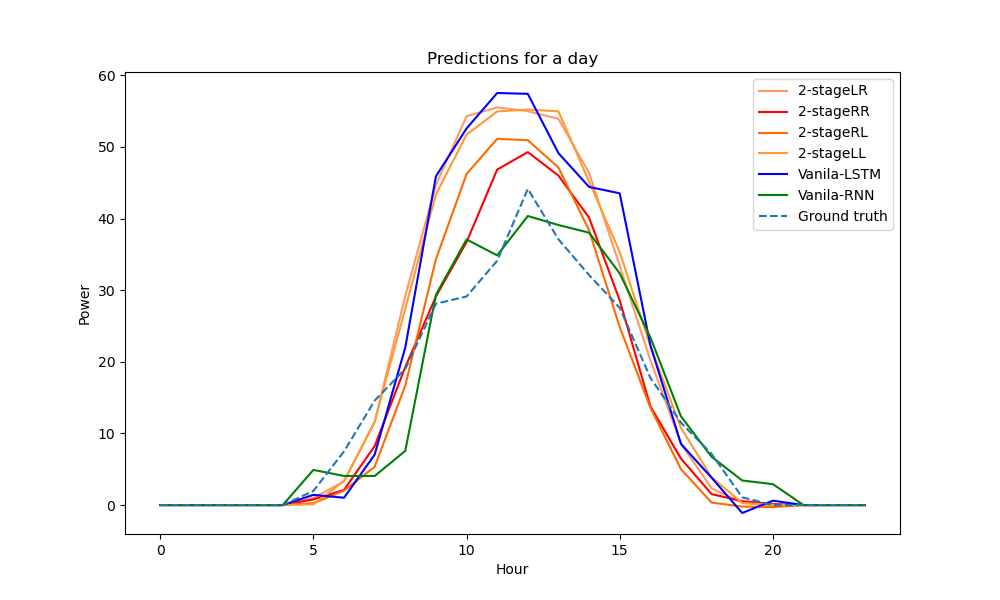 Predictions for a day
60
50
40
30
20
10
0
Power
0 5 10 15 20
Hour
2-stageLR
2-stageRR
2-stageRL
2-stageLL
Vanila-LSTM
Vanila-RNN
Ground truth